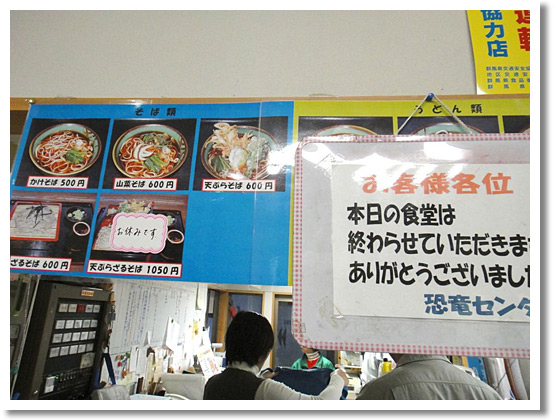 運転
協力店
群馬県
そば類
うどん類
かけそば 500円
山菜そば 600円
天ぷらそば 600円
お休みです
ざるそば 600円
天ぷらざるそば 1050円
お客様各位
本日の食堂は
終わらせていただきま
ありがとうございまし
恐竜センタ